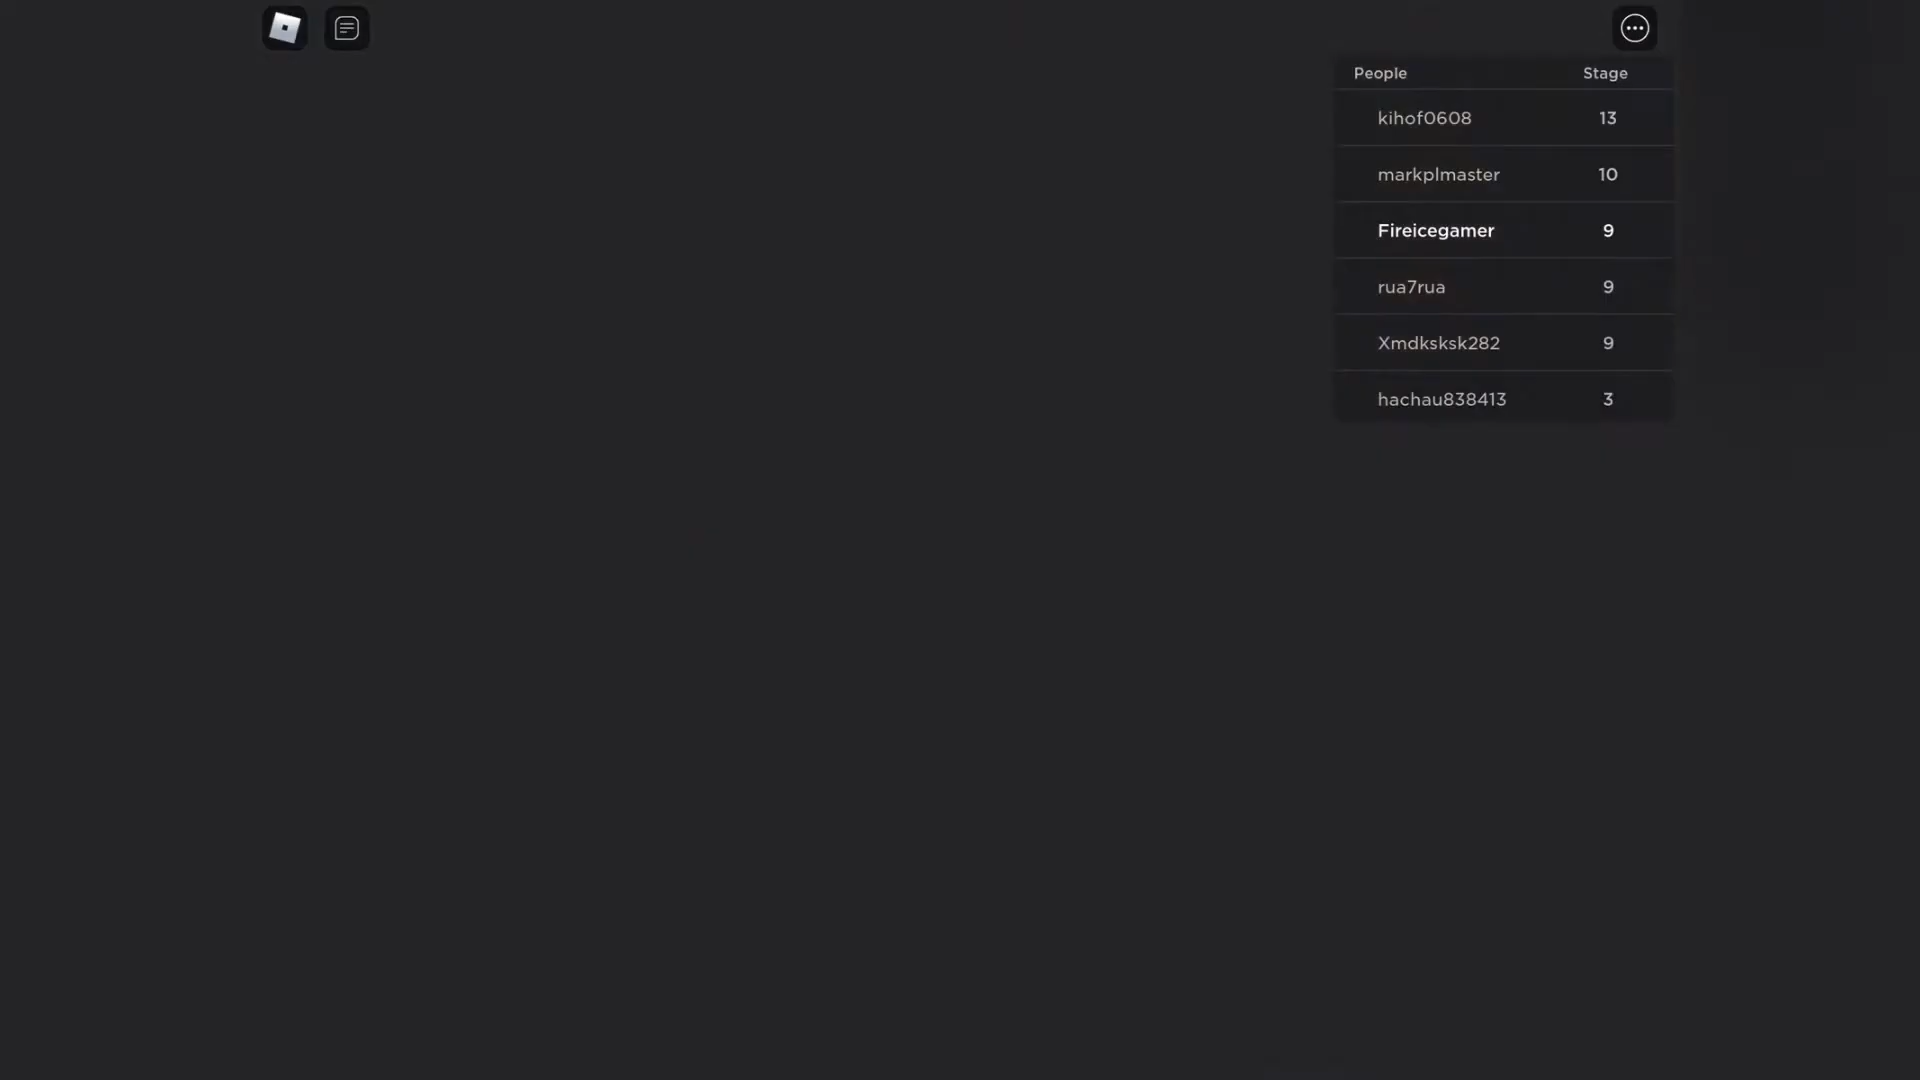 People Stage
kihof0608 13
markplmaster 10
Fireicegamer 9
rua7rua 9
Xmdksksk282 9
hachau838413 3